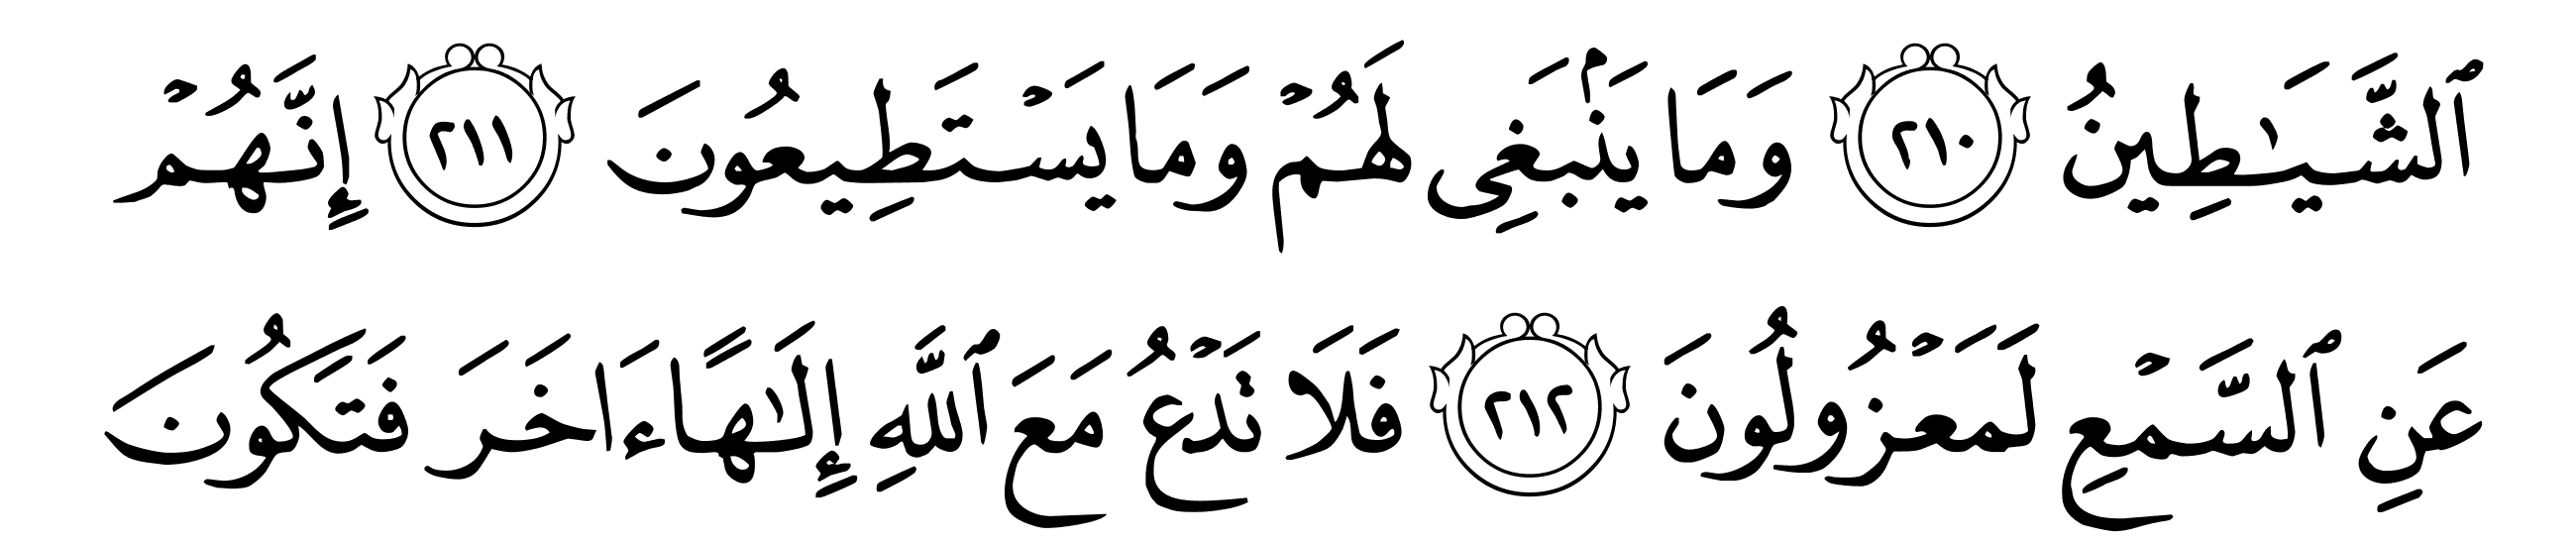 ٱلشَّيَـٰطِينُ ٢١٠ وَمَا يَنۢبَغِى لَهُمْ وَمَا يَسْتَطِيعُونَ ٢١١ إِنَّهُمْ
عَنِ ٱلسَّمْعِ لَمَعْزُولُونَ ٢١٢ فَلَا تَدْعُ مَعَ ٱللَّهِ إِلَـٰهًا ءَاخَرَ فَتَكُونَ